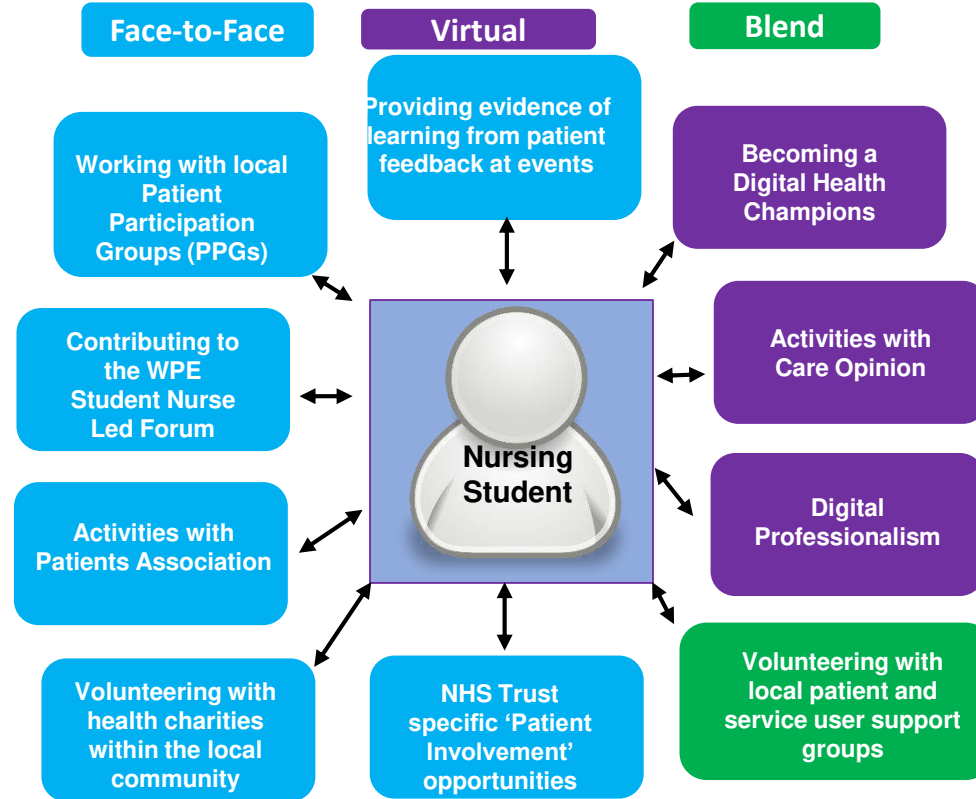 Face-to-Face
Virtual
Blend
Providing evidence of
learning from patient
feedback at events
Working with local
Patient
Participation
Groups (PPGs)
Becoming a
Digital Health
Champions
Contributing to
the WPE
Student Nurse
Led Forum
Activities with
Care Opinion
Nursing
Student
Activities with
Patients Association
Digital
Professionalism
Volunteering with
health charities
within the local
community
NHS Trust
specific ‘Patient
Involvement’
opportunities
Volunteering with
local patient and
service user support
groups